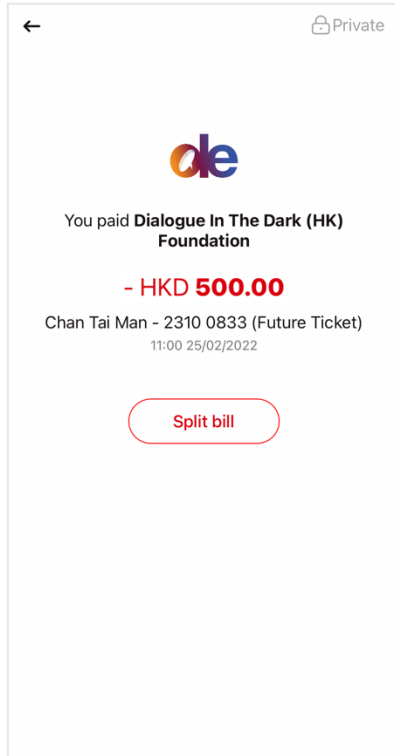 Private
die
You paid Dialogue In The Dark (HK)
Foundation
- HKD 500.00
Chan Tai Man - 2310 0833 (Future Ticket)
11:00 25/02/2022
Split bill